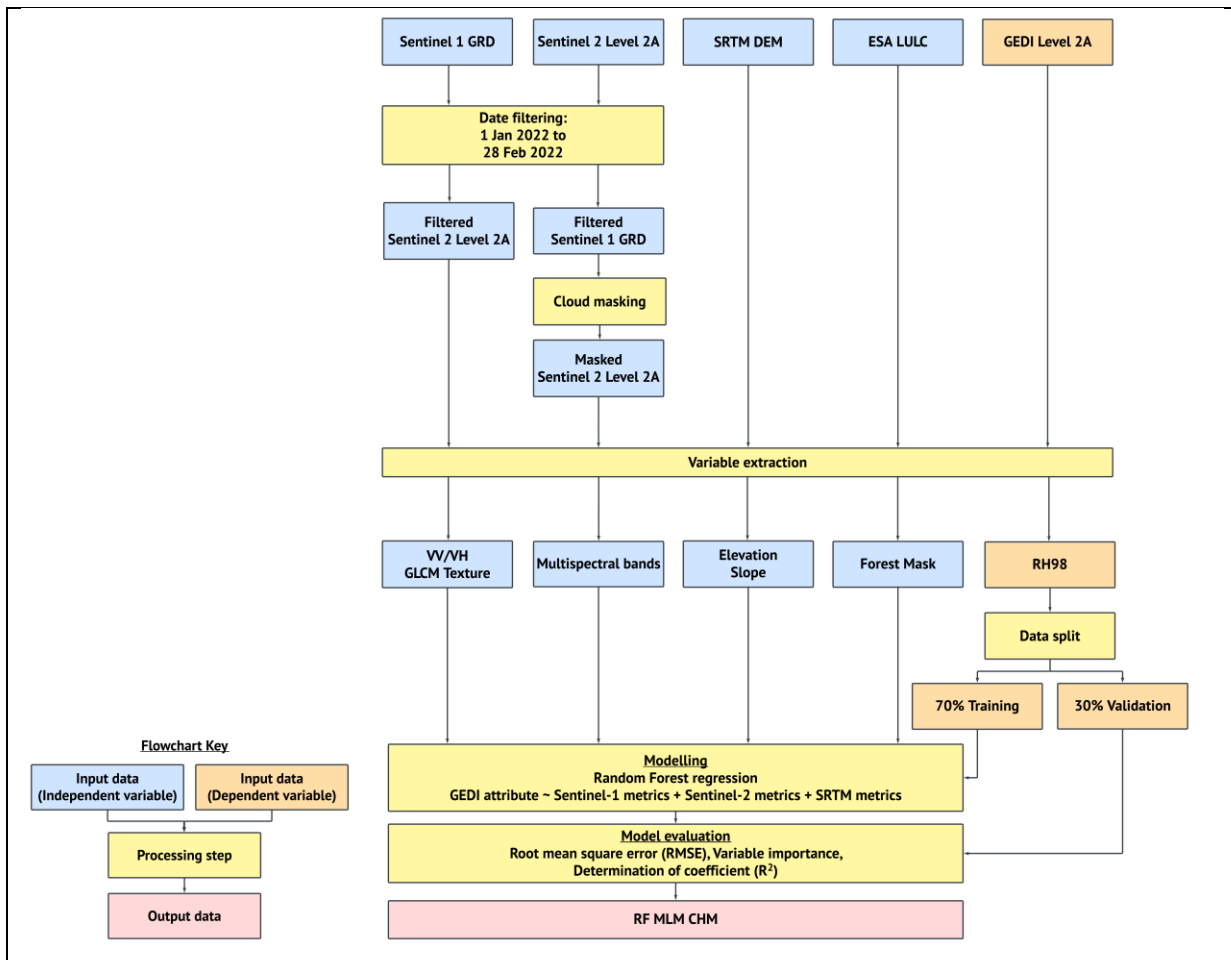 Sentinel 1 GRD
Sentinel 2 Level 2A
SRTM DEM
ESA LULC
GEDI Level 2A
Date filtering:
1 Jan 2022 to
28 Feb 2022
Filtered
Sentinel 2 Level 2A
Filtered
Sentinel 1 GRD
Cloud masking
Masked
Sentinel 2 Level 2A
Variable extraction
VV/VH
GLCM Texture
Multispectral bands
Elevation
Slope
Forest Mask
RH98
Data split
70% Training
30% Validation
Modelling
Random Forest regression
GEDI attribute ~ Sentinel-1 metrics + Sentinel-2 metrics + SRTM metrics
Model evaluation
Root mean square error (RMSE), Variable importance,
Determination of coefficient (R²)
RF MLM CHM
Flowchart Key
Input data
(Independent variable)
Input data
(Dependent variable)
Processing step
Output data